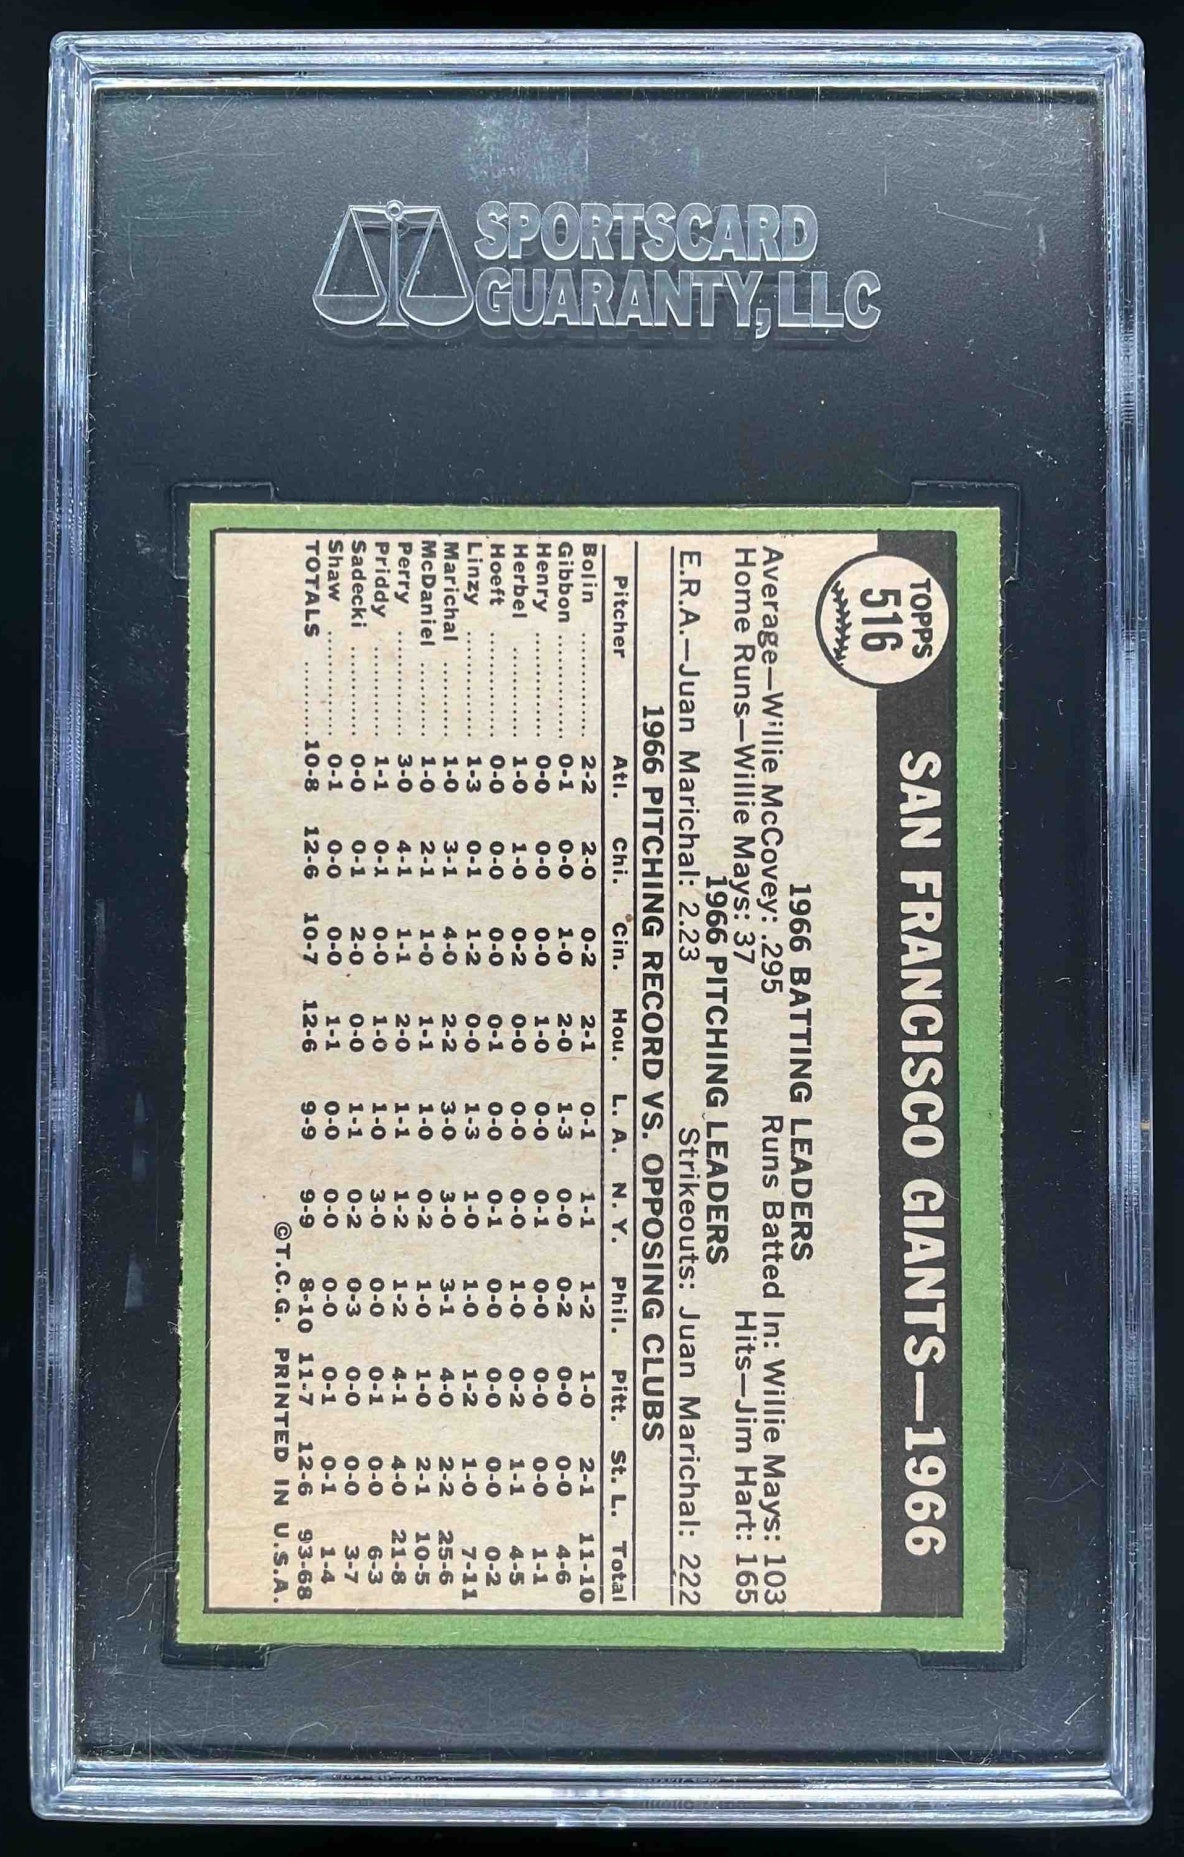 SPORTSCARD
GUARANTY, LLC
TOPPS
516
SAN FRANCISCO GIANTS—1966
1966 BATTING LEADERS
Average—Willie McCovey: .295 Runs Batted In: Willie Mays: 103
Home Runs—Willie Mays: 37 Hits—Jim Hart: 165
1966 PITCHING LEADERS
E.R.A.—Juan Marichal: 2.23 Strikeouts: Juan Marichal: 222
1966 PITCHING RECORD VS. OPPOSING CLUBS
Pitcher Atl. Chi. Cin. Hou. L. A. N. Y. Phil. Pitt. St. L. Total
Bolin .......... 2-2 2-0 0-2 2-1 0-1 1-1 1-2 1-0 2-1 11-10
Gibbon .......... 0-1 0-0 1-0 2-0 1-3 0-0 0-2 0-0 0-0 4-6
Henry .......... 0-0 0-0 0-0 1-0 0-0 0-1 0-0 0-0 0-0 1-1
Herbel .......... 1-0 1-0 0-2 0-0 0-0 0-0 1-0 0-2 1-1 4-5
Hoeft .......... 0-0 0-0 0-0 0-1 0-0 0-1 0-0 0-0 0-0 0-2
Linzy .......... 1-3 0-1 1-2 0-0 1-3 1-0 1-0 1-2 1-0 7-11
Marichal ........ 1-0 3-1 4-0 2-2 3-0 3-0 3-1 4-0 2-2 25-6
McDaniel ........ 1-0 2-1 1-0 1-1 1-0 0-2 1-0 1-0 2-1 10-5
Perry .......... 3-0 4-1 1-1 2-0 1-1 1-2 1-2 4-1 4-0 21-8
Priddy .......... 1-1 0-1 0-0 1-0 1-0 3-0 0-0 0-1 0-0 6-3
Sadecki ......... 0-0 0-1 2-0 0-0 1-1 0-2 0-3 0-0 0-0 3-7
Shaw .......... 0-1 0-0 0-0 1-1 0-0 0-0 0-0 0-1 0-1 1-4
TOTALS ........ 10-8 12-6 10-7 12-6 9-9 9-9 8-10 11-7 12-6 93-68
©T.C.G. PRINTED IN U.S.A.